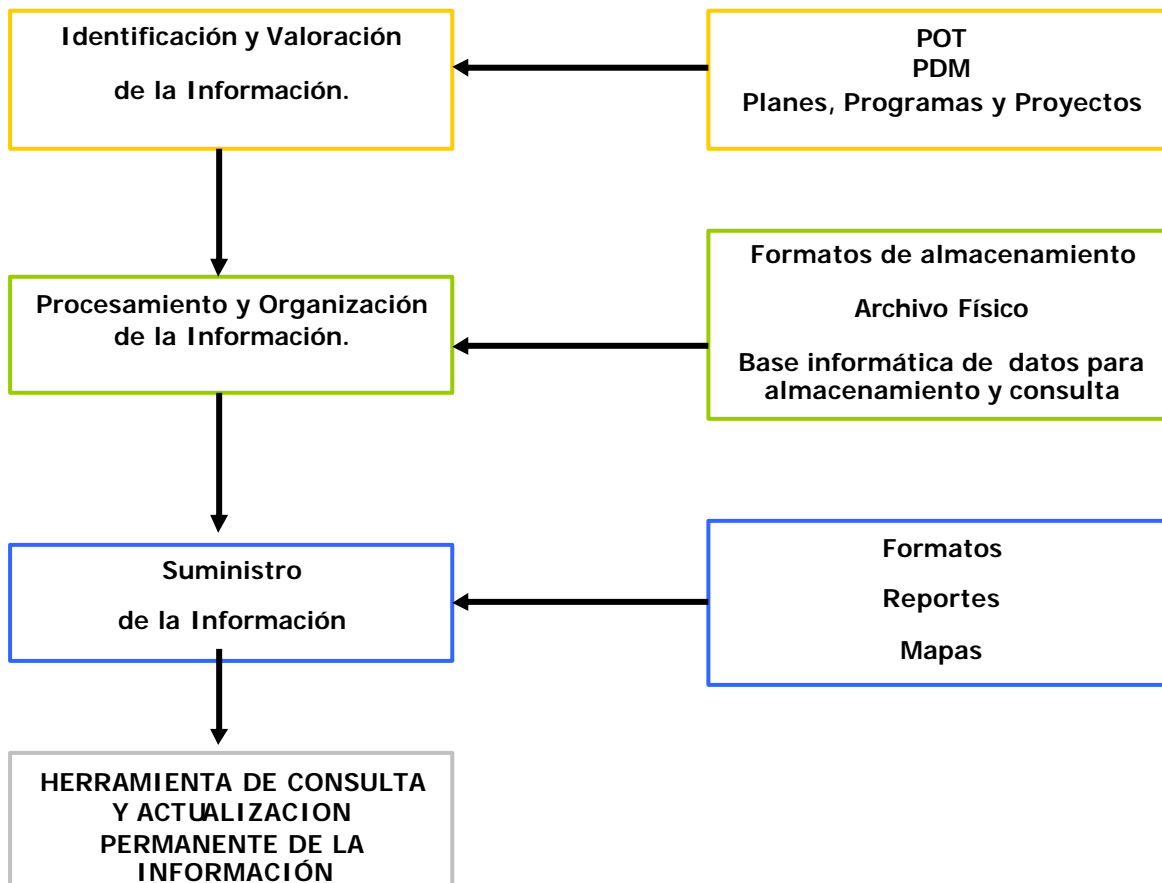 Identificación y Valoración
de la Información.
POT
PDM
Planes, Programas y Proyectos
Procesamiento y Organización
de la Información.
Formatos de almacenamiento
Archivo Físico
Base informática de datos para
almacenamiento y consulta
Suministro
de la Información
Formatos
Reportes
Mapas
HERRAMIENTA DE CONSULTA
Y ACTUALIZACION
PERMANENTE DE LA
INFORMACIÓN